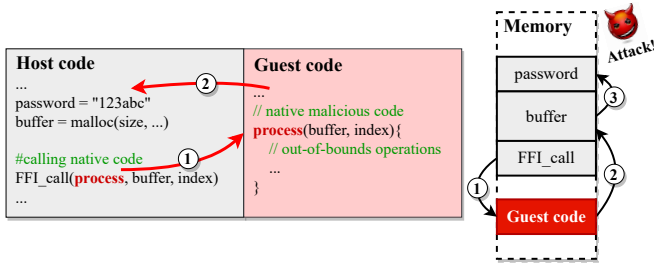 Host code
...
password = "123abc"
buffer = malloc(size, ...)
#calling native code
FFI_call(process, buffer, index)
...
1
2
Guest code
...
// native malicious code
process(buffer, index){
// out-of-bounds operations
...
}
Memory
Attack!
password
3
buffer
FFI_call
1
2
Guest code